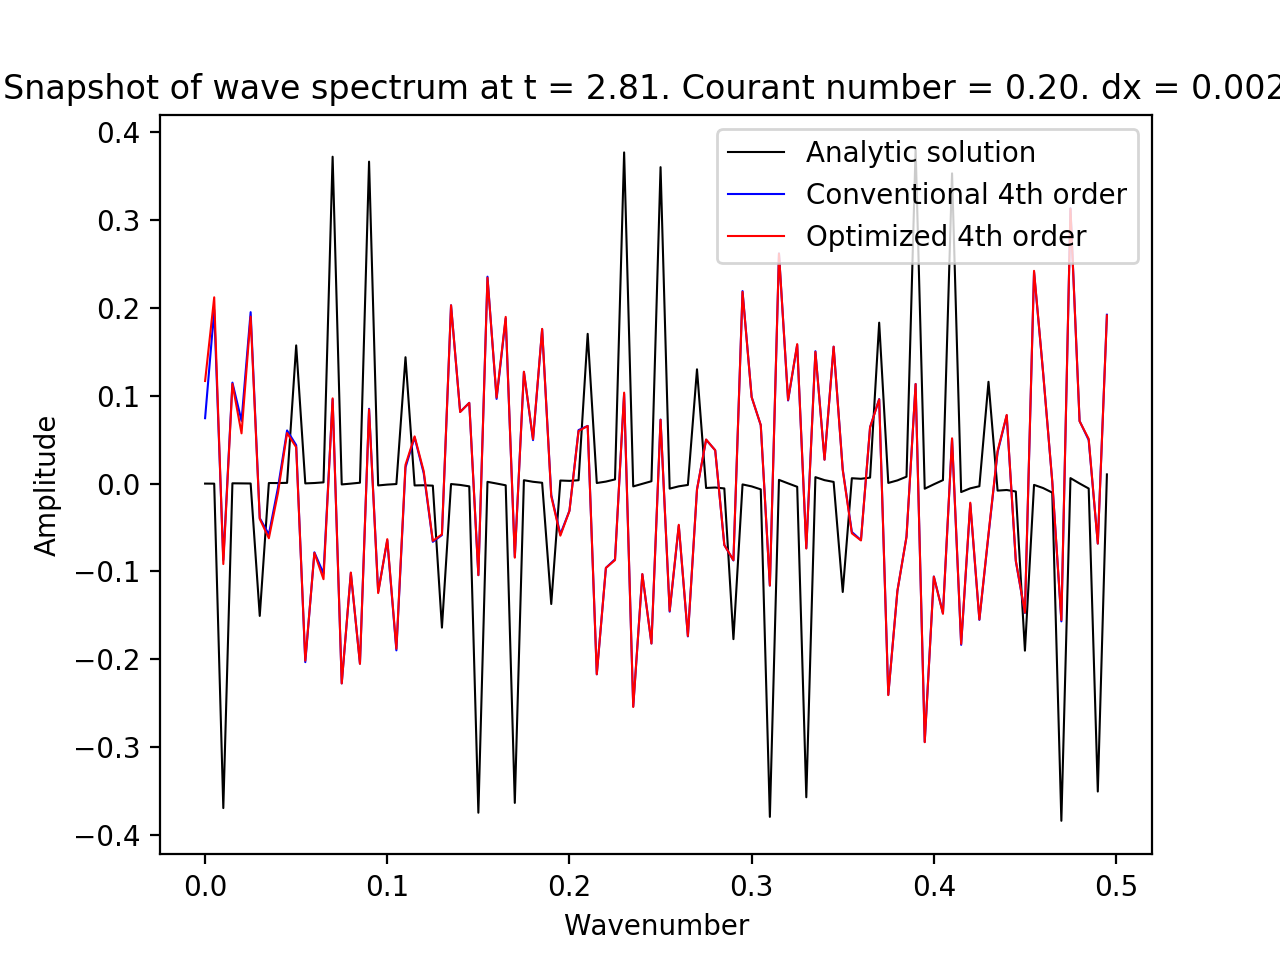 Snapshot of wave spectrum at t = 2.81. Courant number = 0.20. dx = 0.002
0.4
0.3
0.2
0.1
0.0
−0.1
−0.2
−0.3
−0.4
Amplitude
Analytic solution
Conventional 4th order
Optimized 4th order
0.0 0.1 0.2 0.3 0.4 0.5
Wavenumber